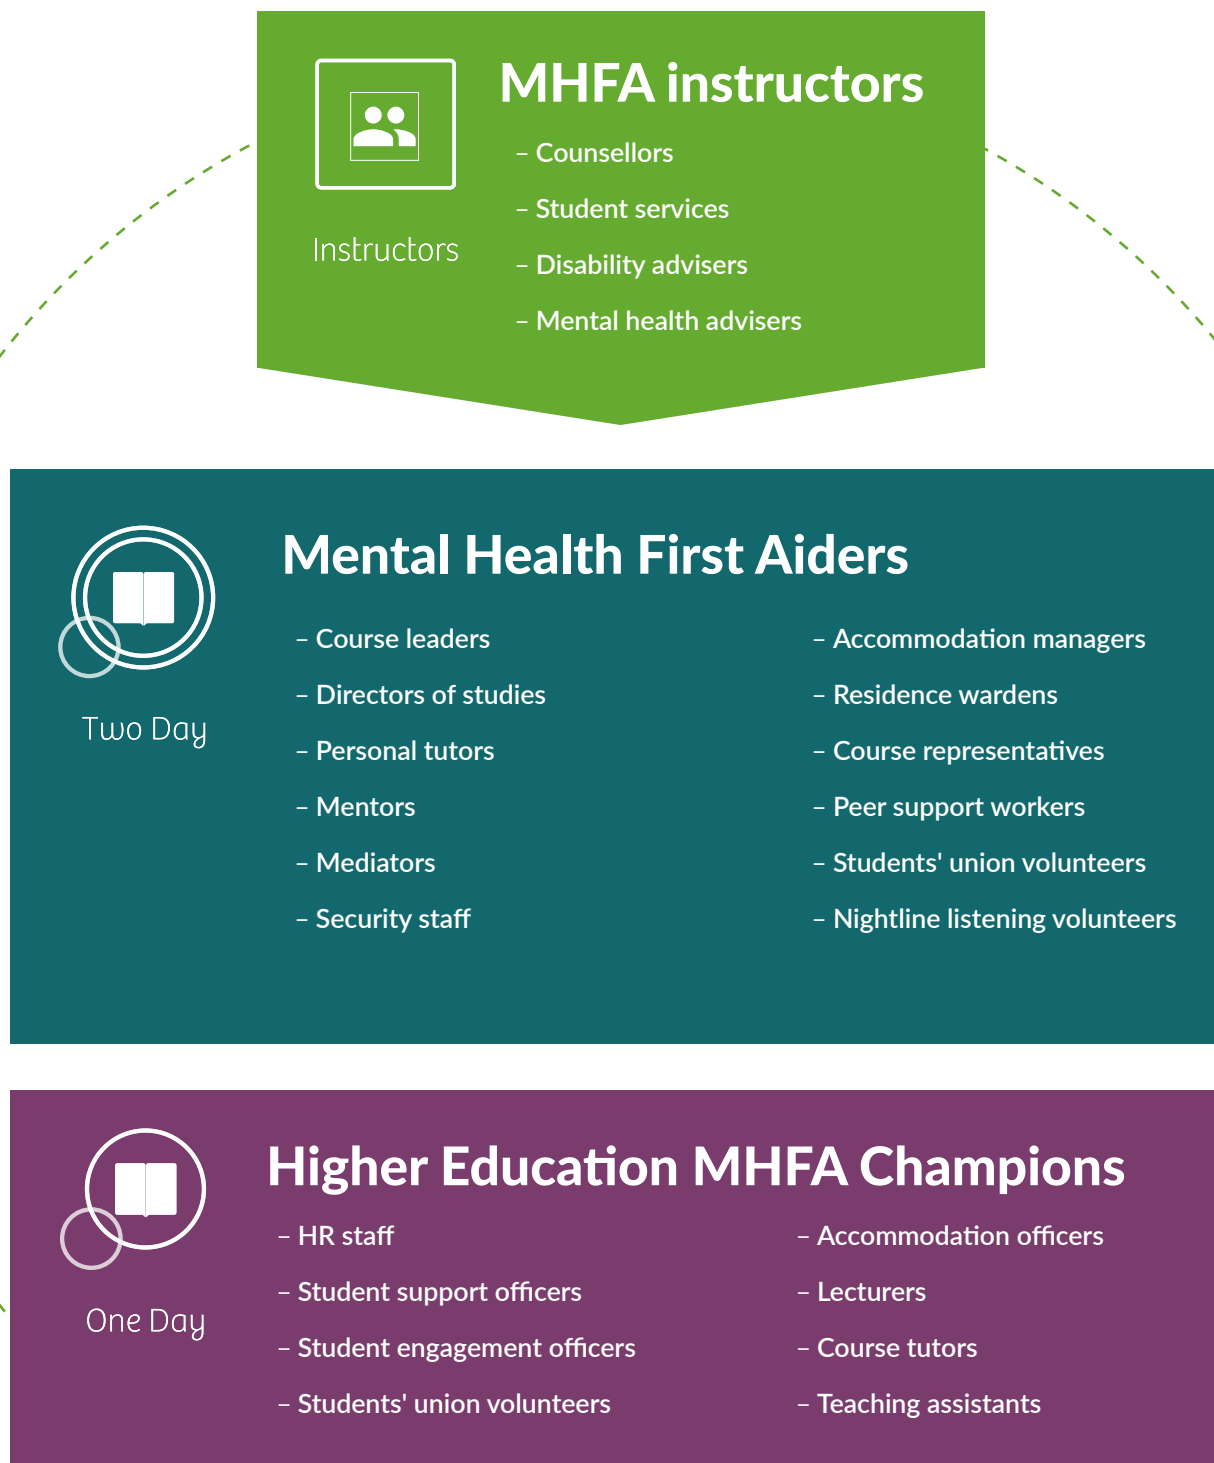 MHFA instructors
Instructors
– Counsellors
– Student services
– Disability advisers
– Mental health advisers
Mental Health First Aiders
Two Day
– Course leaders
– Directors of studies
– Personal tutors
– Mentors
– Mediators
– Security staff
– Accommodation managers
– Residence wardens
– Course representatives
– Peer support workers
– Students' union volunteers
– Nightline listening volunteers
Higher Education MHFA Champions
One Day
– HR staff
– Student support officers
– Student engagement officers
– Students' union volunteers
– Accommodation officers
– Lecturers
– Course tutors
– Teaching assistants